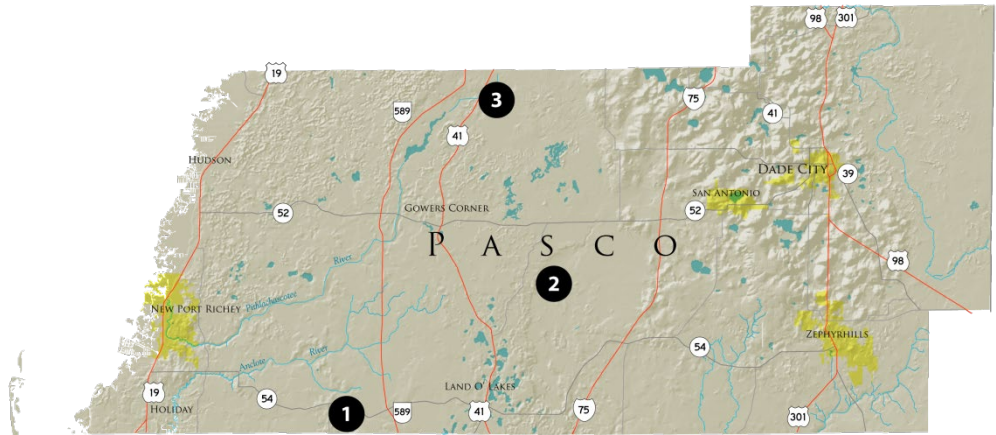 98
301
19
75
3
589
41
41
HUDSON
DADE CITY
39
SAN ANTONIO
GOWERS CORNER
52
52
PASCO
River
98
2
Pithlachascotee
NEW PORT RICHEY
ZEPHYRHILLS
54
River
Anclote
LAND O' LAKES
19
54
HOLIDAY
1
589
41
75
301